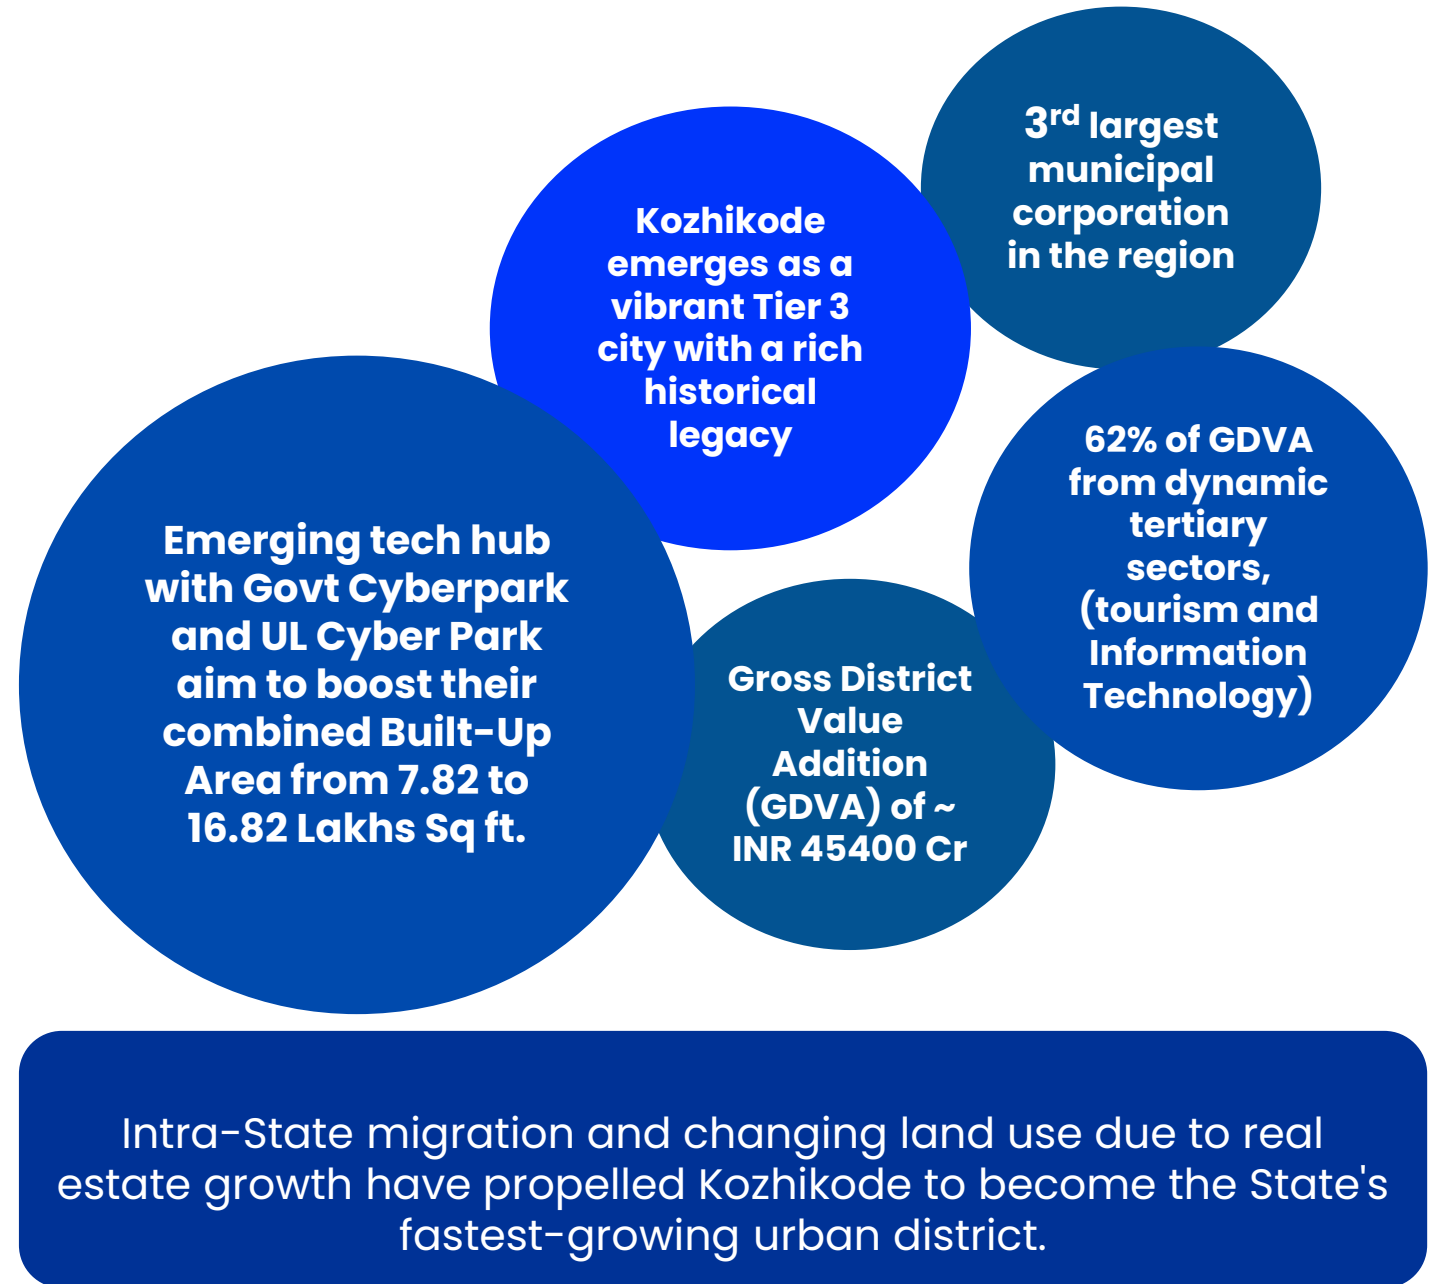 3rd largest
municipal
corporation
in the region
Kozhikode
emerges as a
vibrant Tier 3
city with a rich
historical
legacy
62% of GDVA
from dynamic
tertiary
sectors,
(tourism and
Information
Technology)
Emerging tech hub
with Govt Cyberpark
and UL Cyber Park
aim to boost their
combined Built-Up
Area from 7.82 to
16.82 Lakhs Sq ft.
Gross District
Value
Addition
(GDVA) of ~
INR 45400 Cr
Intra-State migration and changing land use due to real
estate growth have propelled Kozhikode to become the State's
fastest-growing urban district.